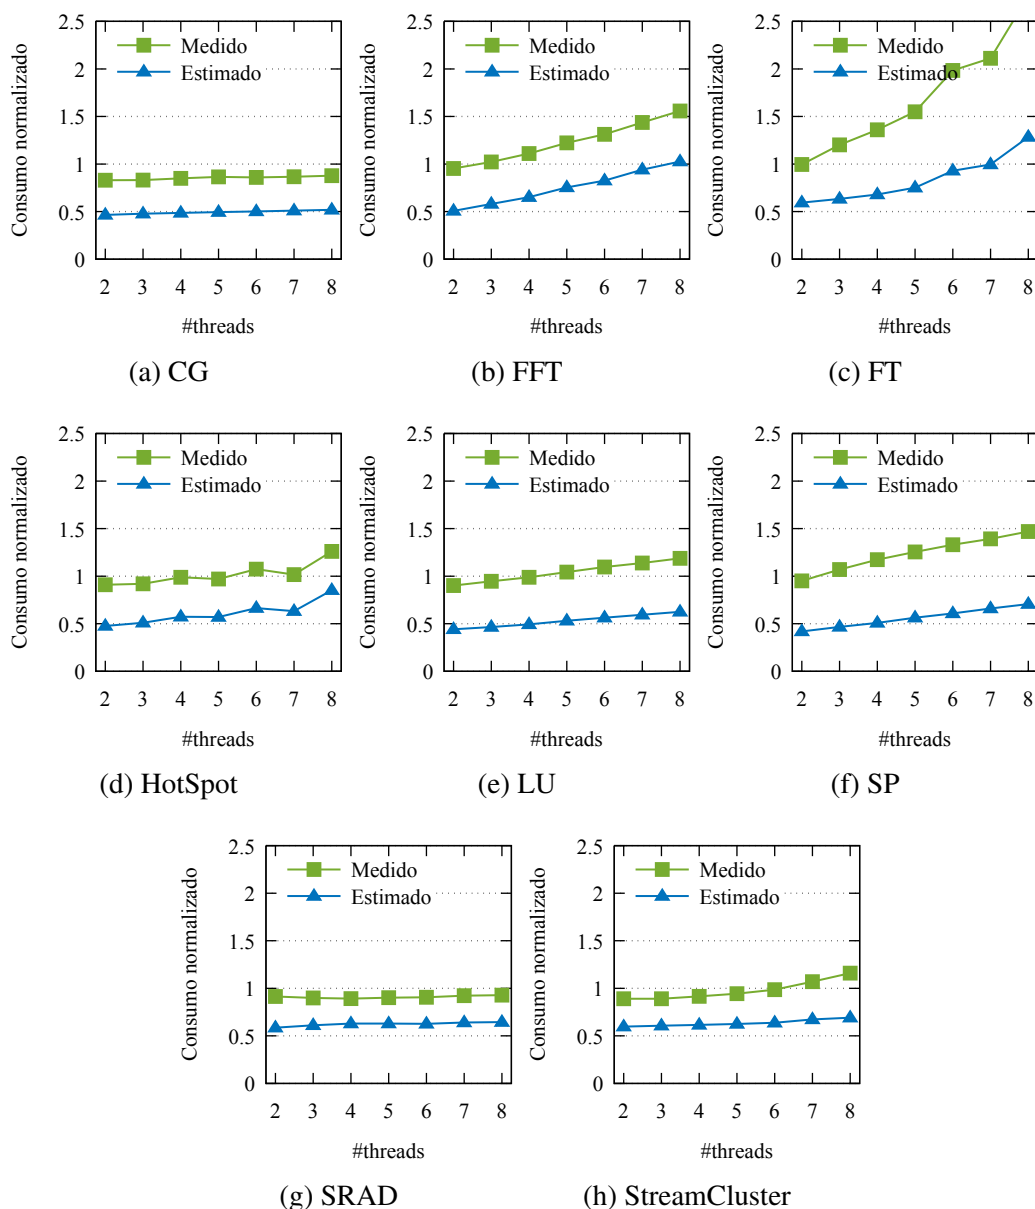 2.5
2
1.5
1
0.5
0
Consumo normalizado
Medido
Estimado
2 3 4 5 6 7 8
#threads
(a) CG
2.5
2
1.5
1
0.5
0
Consumo normalizado
Medido
Estimado
2 3 4 5 6 7 8
#threads
(b) FFT
2.5
2
1.5
1
0.5
0
Consumo normalizado
Medido
Estimado
2 3 4 5 6 7 8
#threads
(c) FT
2.5
2
1.5
1
0.5
0
Consumo normalizado
Medido
Estimado
2 3 4 5 6 7 8
#threads
(d) HotSpot
2.5
2
1.5
1
0.5
0
Consumo normalizado
Medido
Estimado
2 3 4 5 6 7 8
#threads
(e) LU
2.5
2
1.5
1
0.5
0
Consumo normalizado
Medido
Estimado
2 3 4 5 6 7 8
#threads
(f) SP
2.5
2
1.5
1
0.5
0
Consumo normalizado
Medido
Estimado
2 3 4 5 6 7 8
#threads
(g) SRAD
2.5
2
1.5
1
0.5
0
Consumo normalizado
Medido
Estimado
2 3 4 5 6 7 8
#threads
(h) StreamCluster